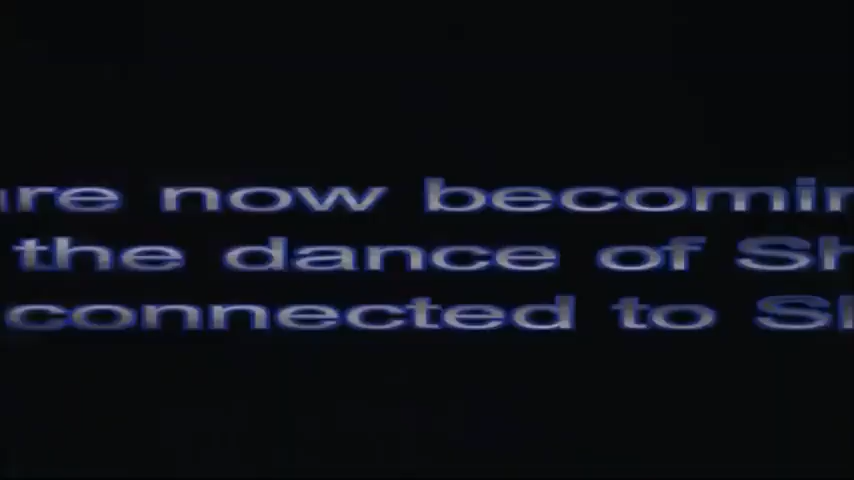 are now becomin
the dance of Sh
connected to